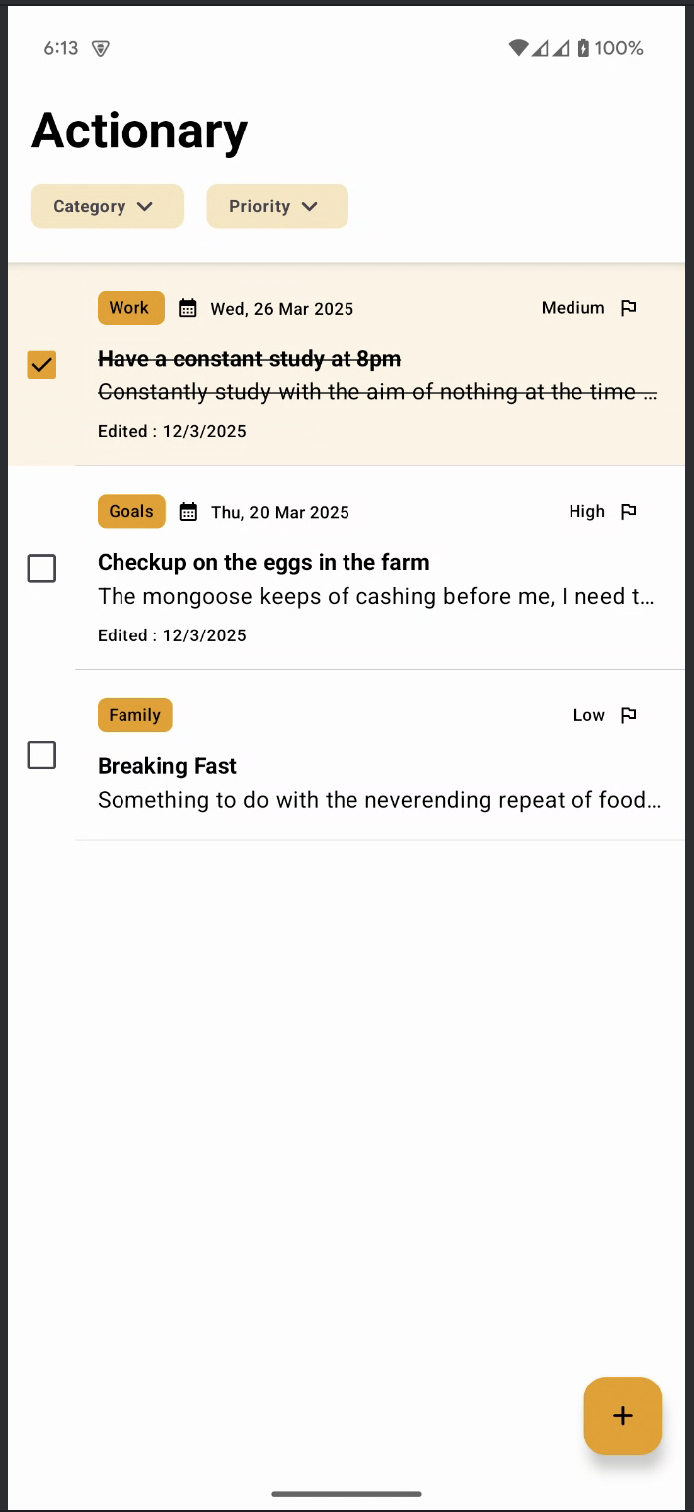 6:13 100%
Actionary
Category Priority
Work Wed, 26 Mar 2025 Medium
Have a constant study at 8pm
Constantly study with the aim of nothing at the time ...
Edited : 12/3/2025
Goals Thu, 20 Mar 2025 High
Checkup on the eggs in the farm
The mongoose keeps of cashing before me, I need t...
Edited : 12/3/2025
Family Low
Breaking Fast
Something to do with the neverending repeat of food...